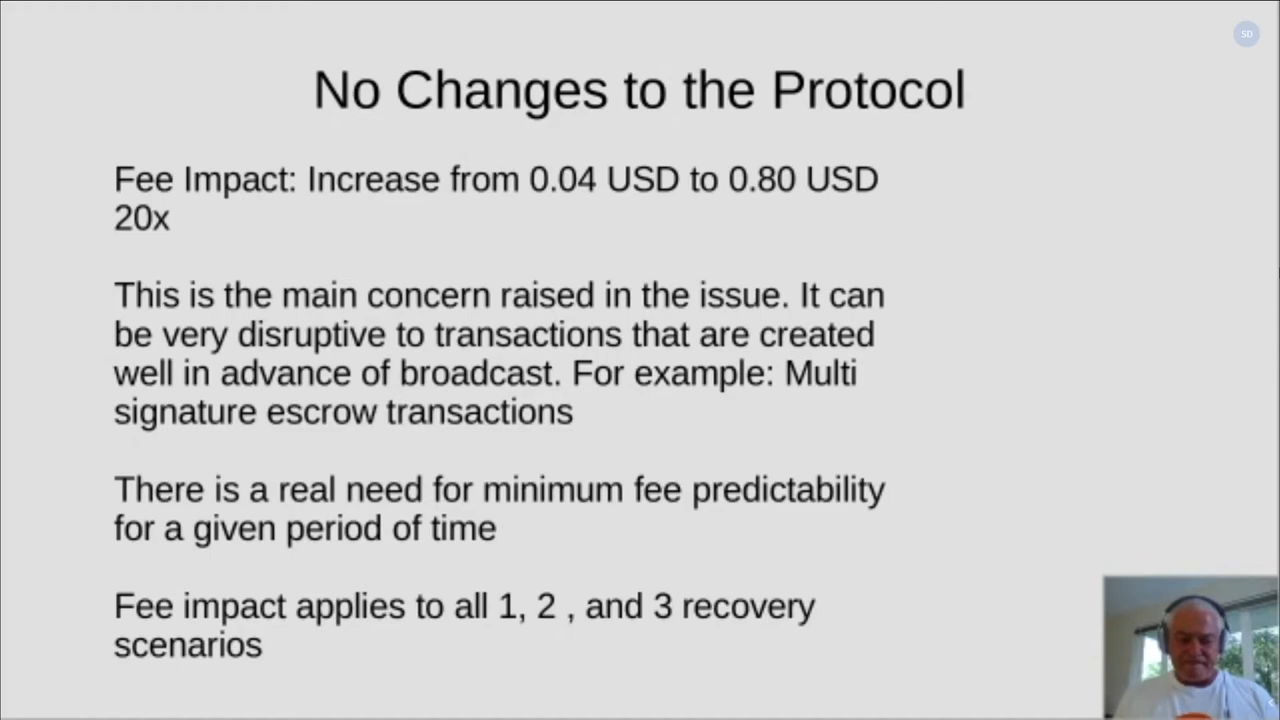 SD
No Changes to the Protocol
Fee Impact: Increase from 0.04 USD to 0.80 USD
20x
This is the main concern raised in the issue. It can
be very disruptive to transactions that are created
well in advance of broadcast. For example: Multi
signature escrow transactions
There is a real need for minimum fee predictability
for a given period of time
Fee impact applies to all 1, 2 , and 3 recovery
scenarios